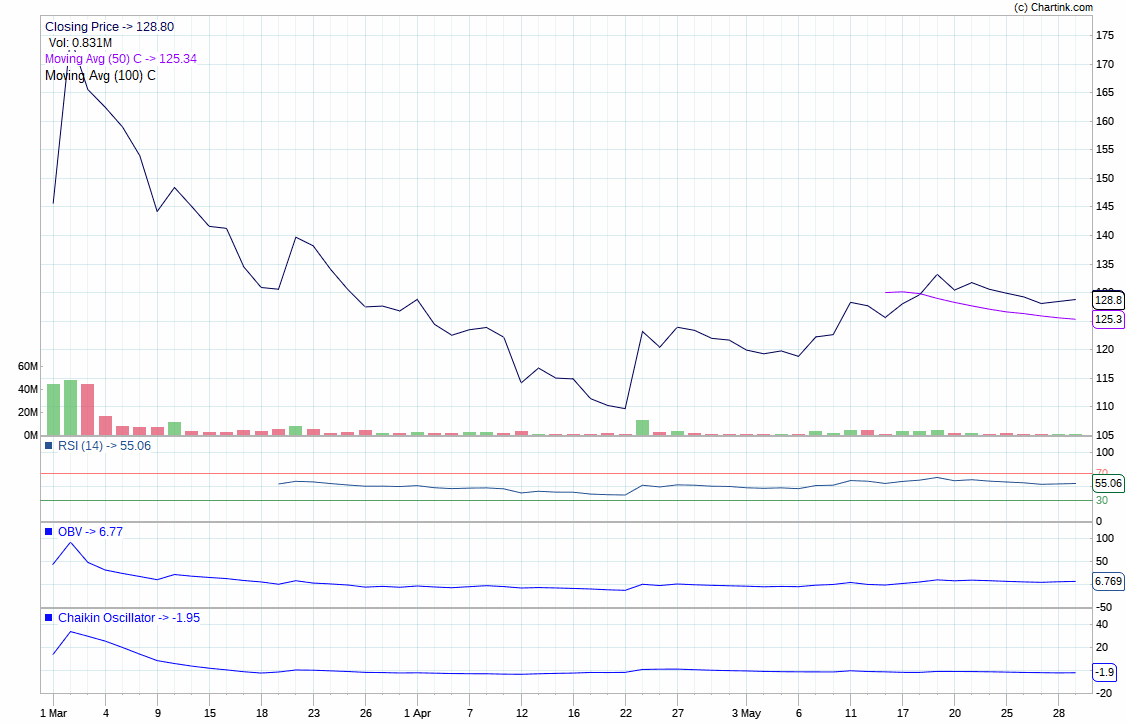 (c) Chartink.com
Closing Price -> 128.80
Vol: 0.831M
Moving Avg (50) C -> 125.34
Moving Avg (100) C
175
170
165
160
155
150
145
140
135
130
128.8
125.3
120
115
110
105
60M
40M
20M
0M
RSI (14) -> 55.06
100
70
55.06
30
0
OBV -> 6.77
100
50
6.769
-50
Chaikin Oscillator -> -1.95
40
20
-1.9
-20
1 Mar 4 9 15 18 23 26 1 Apr 7 12 16 22 27 3 May 6 11 17 20 25 28